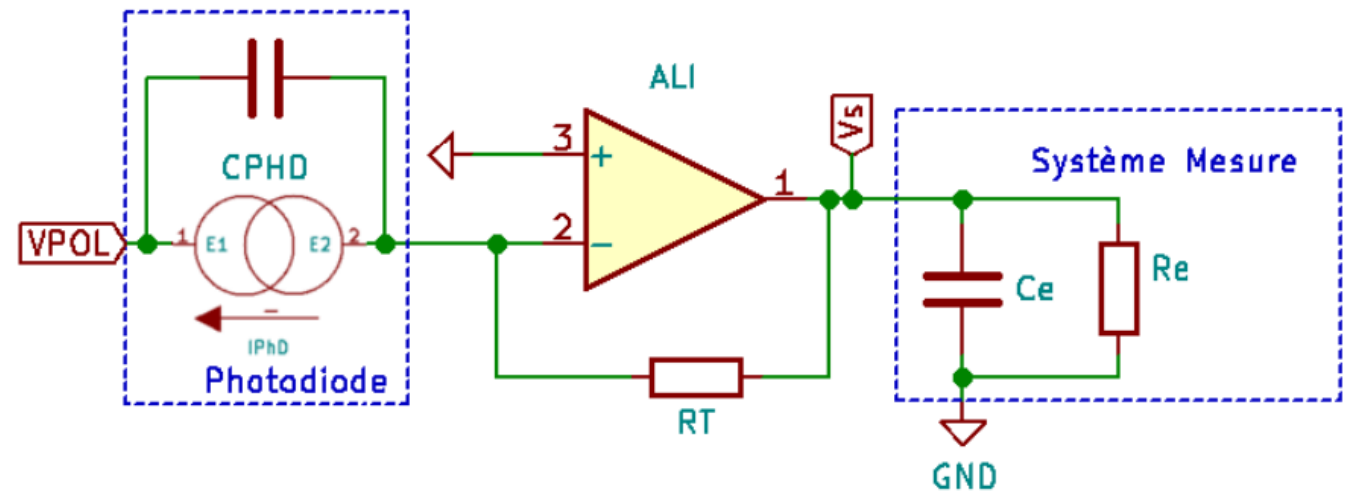 ALI
Vs
CPHD
3
+
1
Système Mesure
VPOL
1
E1
E2
2
2
-
Ce
Re
-
IPhD
Photodiode
RT
GND